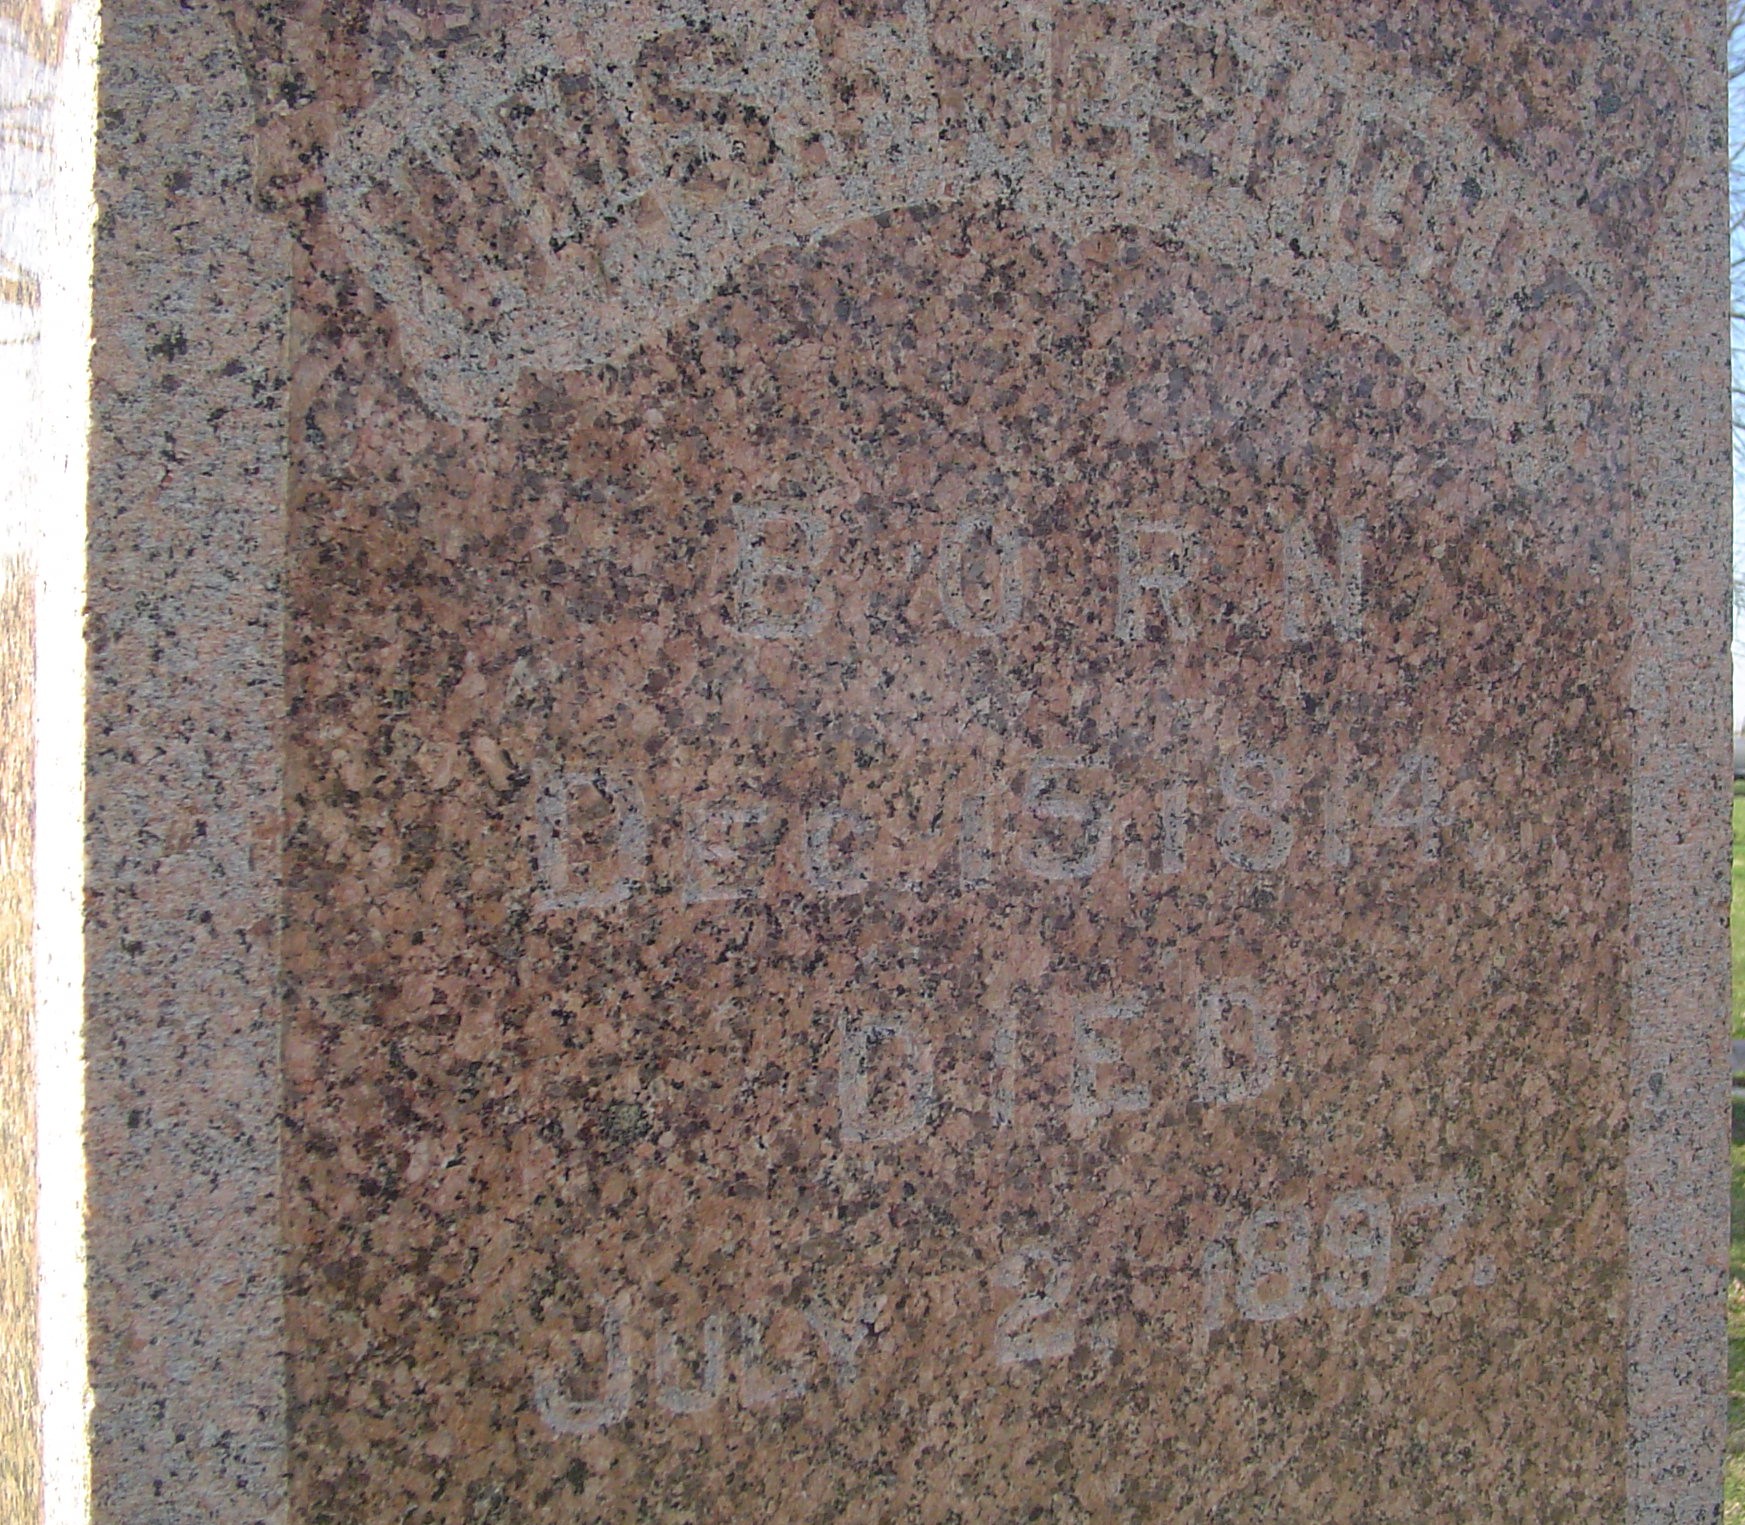 BORN
DEC. 15, 1814
DIED
JULY 2, 1897.